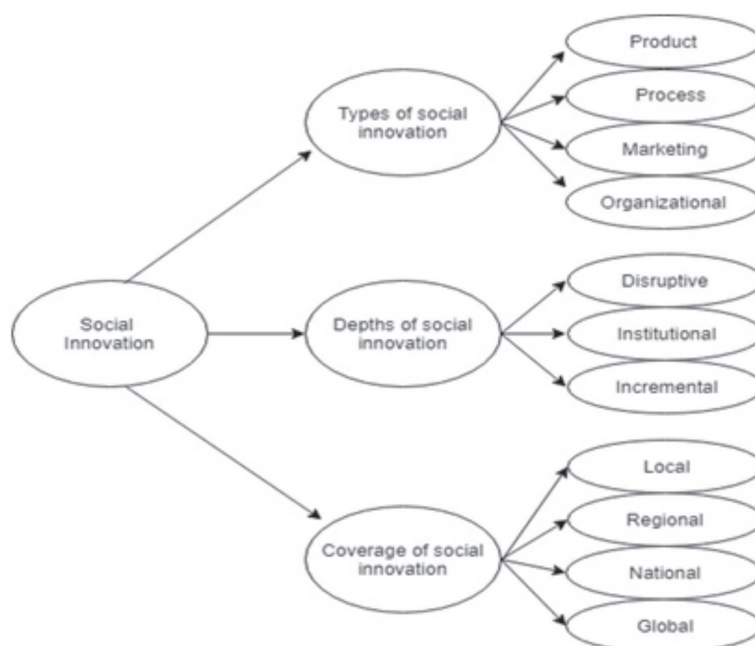 Social
Innovation
Types of social
innovation
Product
Process
Marketing
Organizational
Depths of social
innovation
Disruptive
Institutional
Incremental
Coverage of social
innovation
Local
Regional
National
Global